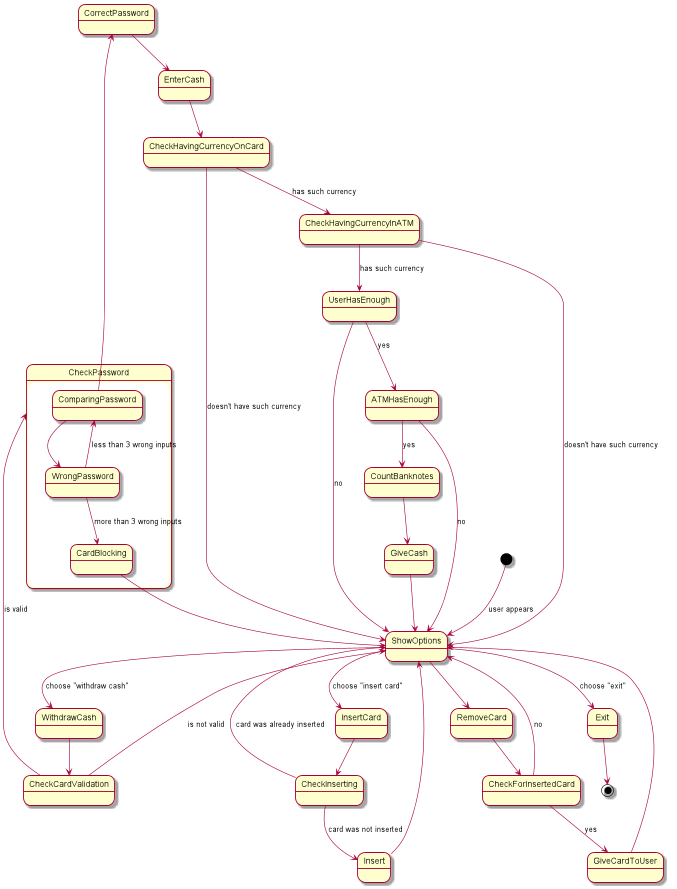 CorrectPassword
EnterCash
CheckHavingCurrencyOnCard
has such currency
CheckHavingCurrencyInATM
has such currency
UserHasEnough
yes
CheckPassword
ComparingPassword
ATMHasEnough
doesn't have such currency
less than 3 wrong inputs
yes
doesn't have such currency
WrongPassword
CountBanknotes
no
more than 3 wrong inputs
no
CardBlocking
GiveCash
is valid
user appears
ShowOptions
choose "withdraw cash"
choose "insert card"
choose "exit"
WithdrawCash
is not valid
card was already inserted
InsertCard
RemoveCard
no
Exit
CheckCardValidation
CheckInserting
CheckForInsertedCard
card was not inserted
yes
Insert
GiveCardToUser